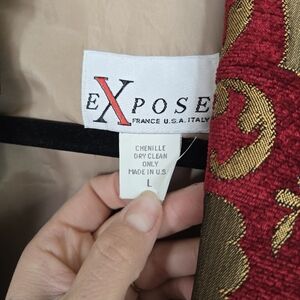 EXPOSE
FRANCE U.S.A. ITALY
CHENILLE
DRY CLEAN
ONLY
MADE IN U.S.
L